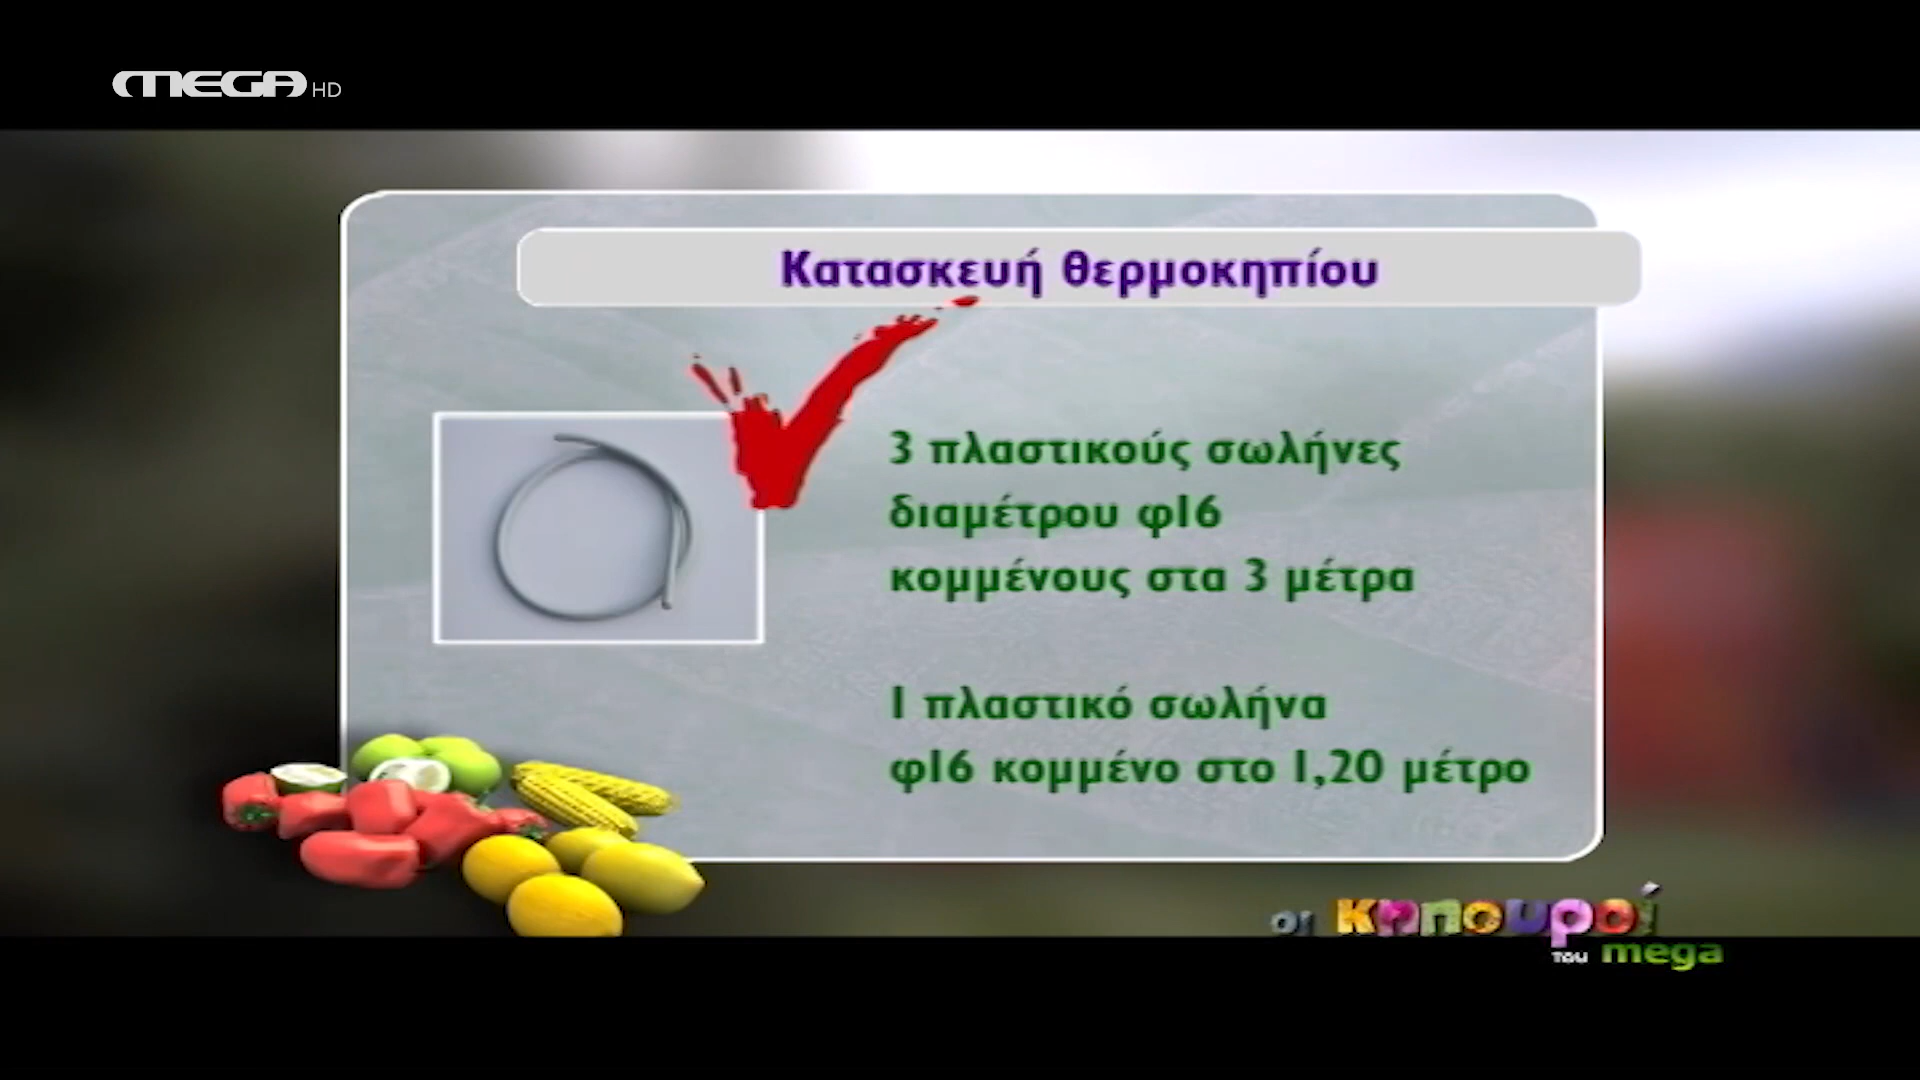 MEGA HD
Κατασκευή θερμοκηπίου
3 πλαστικούς σωλήνες
διαμέτρου φ16
κομμένους στα 3 μέτρα
1 πλαστικό σωλήνα
φ16 κομμένο στο 1,20 μέτρο
οι κηπουροί
του mega